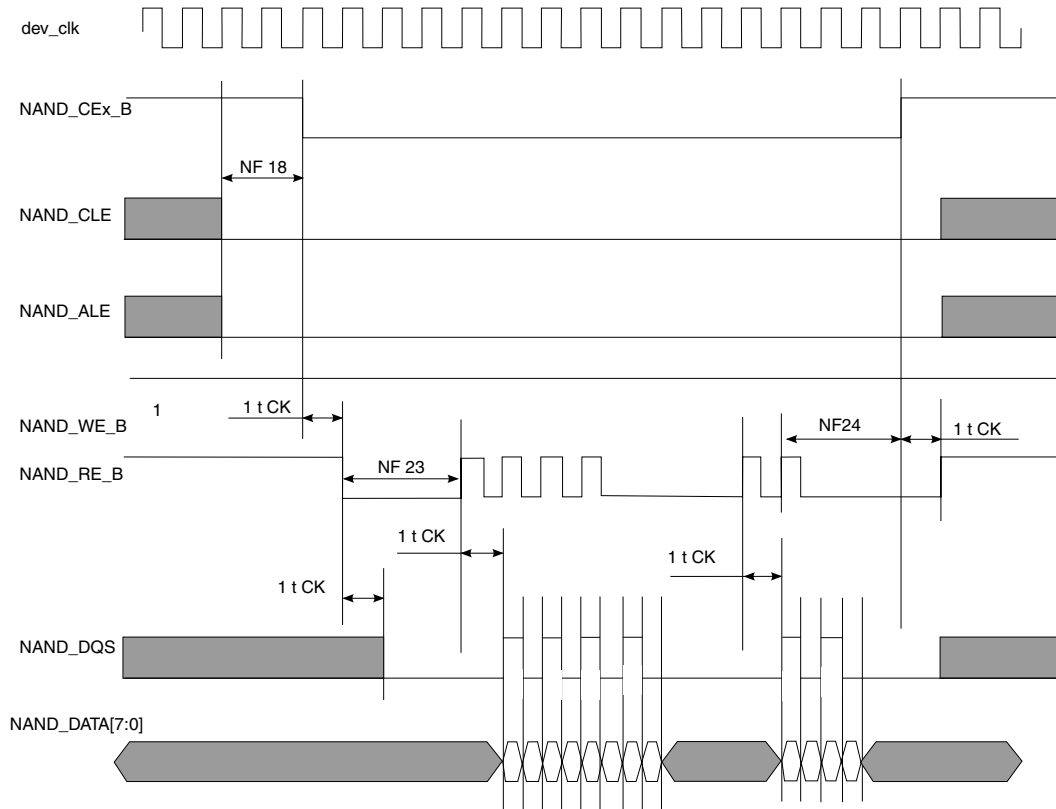 dev_clk
NAND_CEx_B
NF 18
NAND_CLE
NAND_ALE
1
1 t CK
NAND_WE_B
NF24
1 t CK
NF 23
NAND_RE_B
1 t CK
1 t CK
1 t CK
NAND_DQS
NAND_DATA[7:0]